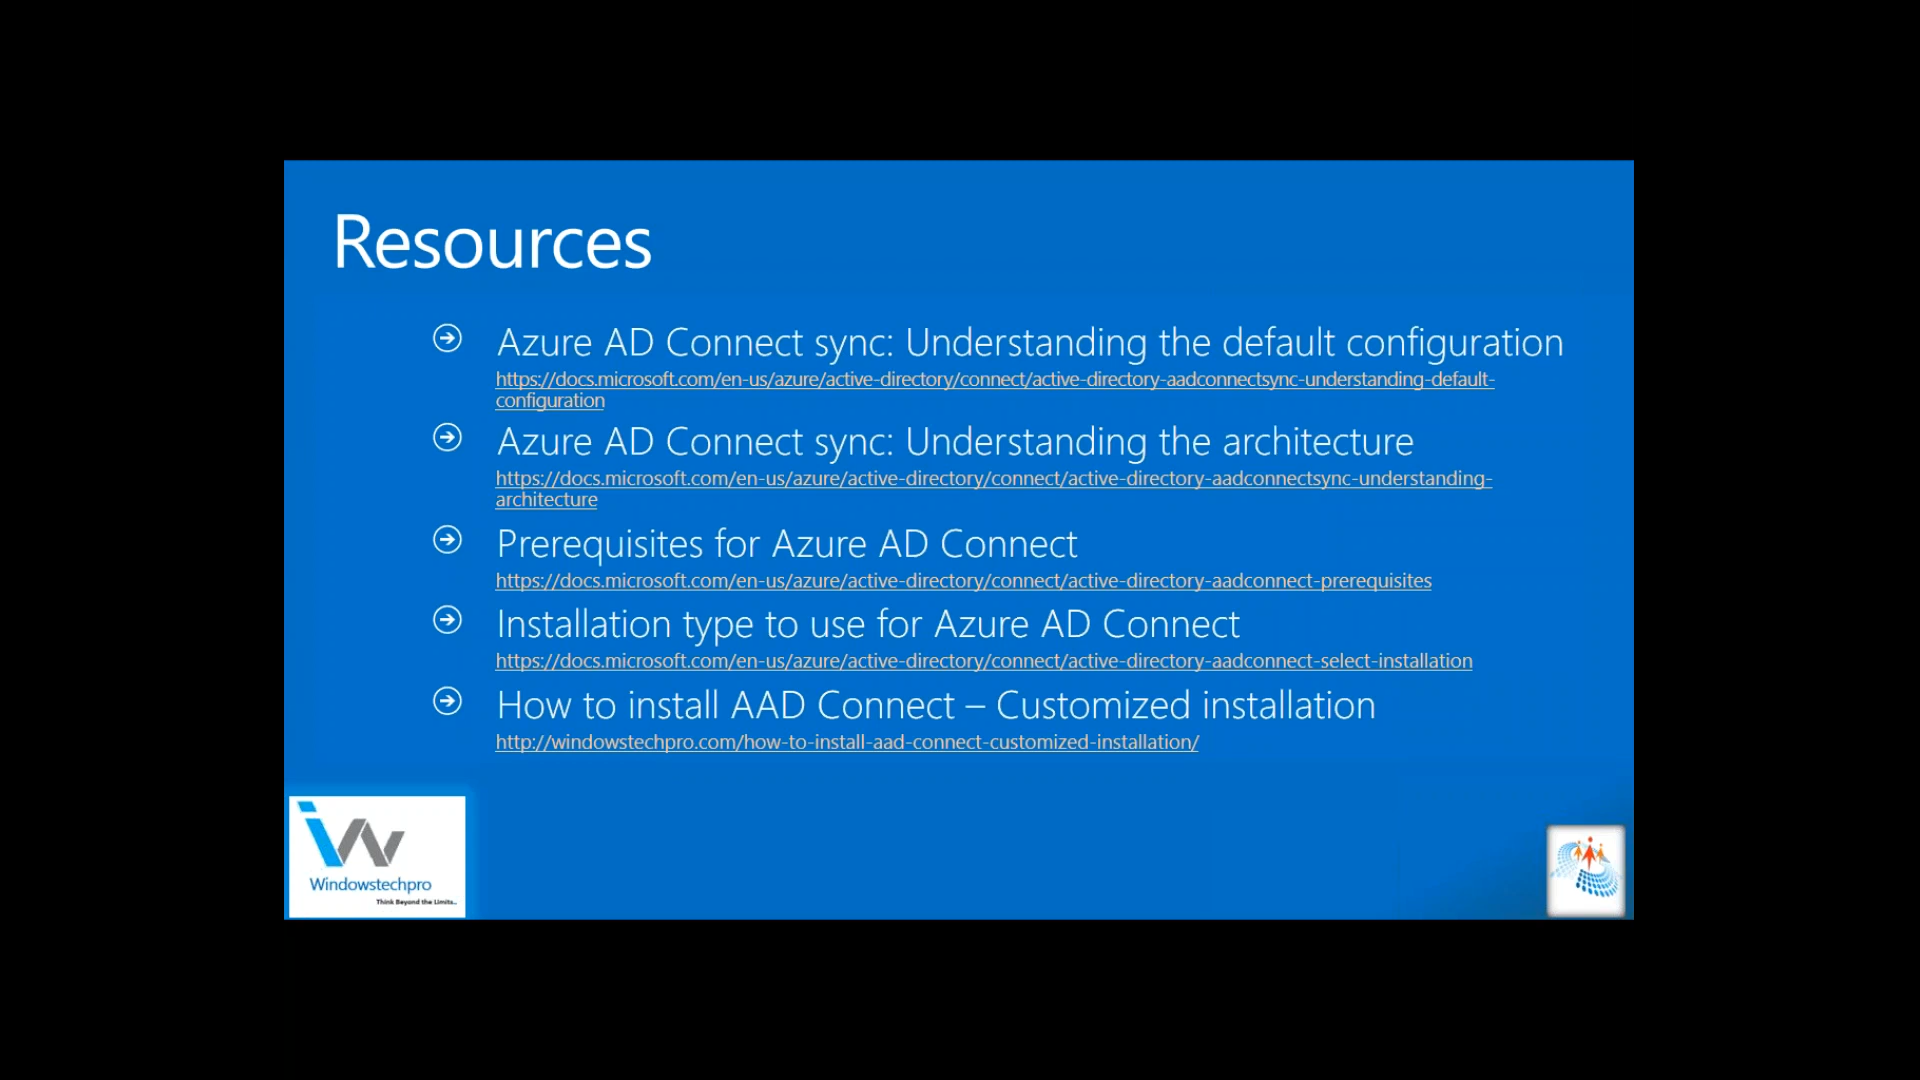 Resources
Azure AD Connect sync: Understanding the default configuration
https://docs.microsoft.com/en-us/azure/active-directory/connect/active-directory-aadconnectsync-understanding-default-
configuration
Azure AD Connect sync: Understanding the architecture
https://docs.microsoft.com/en-us/azure/active-directory/connect/active-directory-aadconnectsync-understanding-
architecture
Prerequisites for Azure AD Connect
https://docs.microsoft.com/en-us/azure/active-directory/connect/active-directory-aadconnect-prerequisites
Installation type to use for Azure AD Connect
https://docs.microsoft.com/en-us/azure/active-directory/connect/active-directory-aadconnect-select-installation
How to install AAD Connect – Customized installation
http://windowstechpro.com/how-to-install-aad-connect-customized-installation/
Windowstechpro
Think Beyond the Limits..